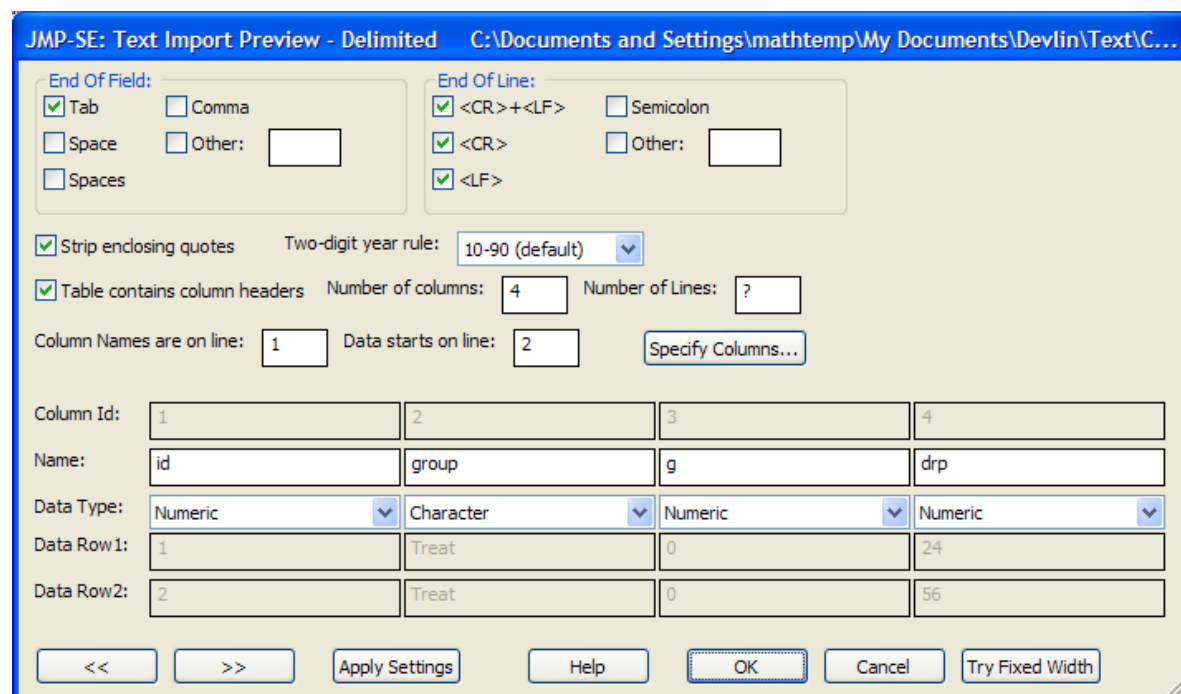 JMP-SE: Text Import Preview - Delimited C:\Documents and Settings\mathtemp\My Documents\Devlin\Text\C...
End Of Field: End Of Line:
Tab Comma <CR>+<LF> Semicolon
Space Other: <CR> Other:
Spaces <LF>
Strip enclosing quotes Two-digit year rule: 10-90 (default)
Table contains column headers Number of columns: 4 Number of Lines: ?
Column Names are on line: 1 Data starts on line: 2 Specify Columns...
Column Id: 1 2 3 4
Name: id group g drp
Data Type: Numeric Character Numeric Numeric
Data Row1: 1 Treat 0 24
Data Row2: 2 Treat 0 56
<< >> Apply Settings Help OK Cancel Try Fixed Width